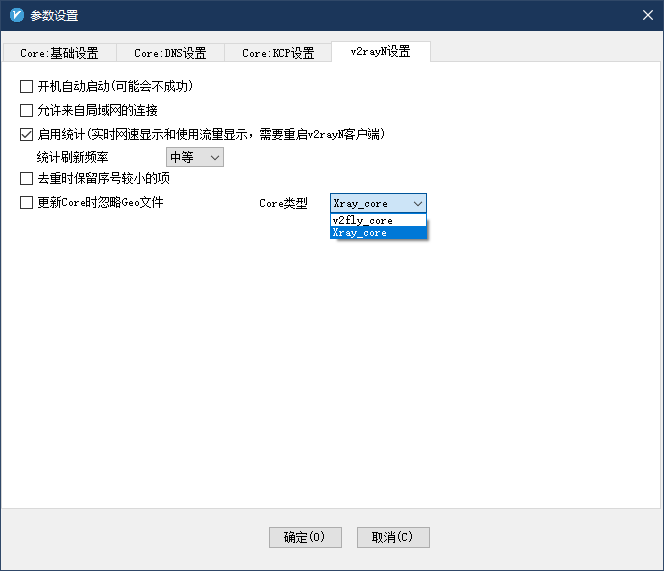 参数设置
Core:基础设置 Core:DNS设置 Core:KCP设置 v2rayN设置
开机自动启动(可能会不成功)
允许来自局域网的连接
启用统计(实时网速显示和使用流量显示，需要重启v2rayN客户端)
统计刷新频率 中等
去重时保留序号较小的项
更新Core时忽略Geo文件 Core类型 Xray_core
v2fly_core
Xray_core
确定(O) 取消(C)